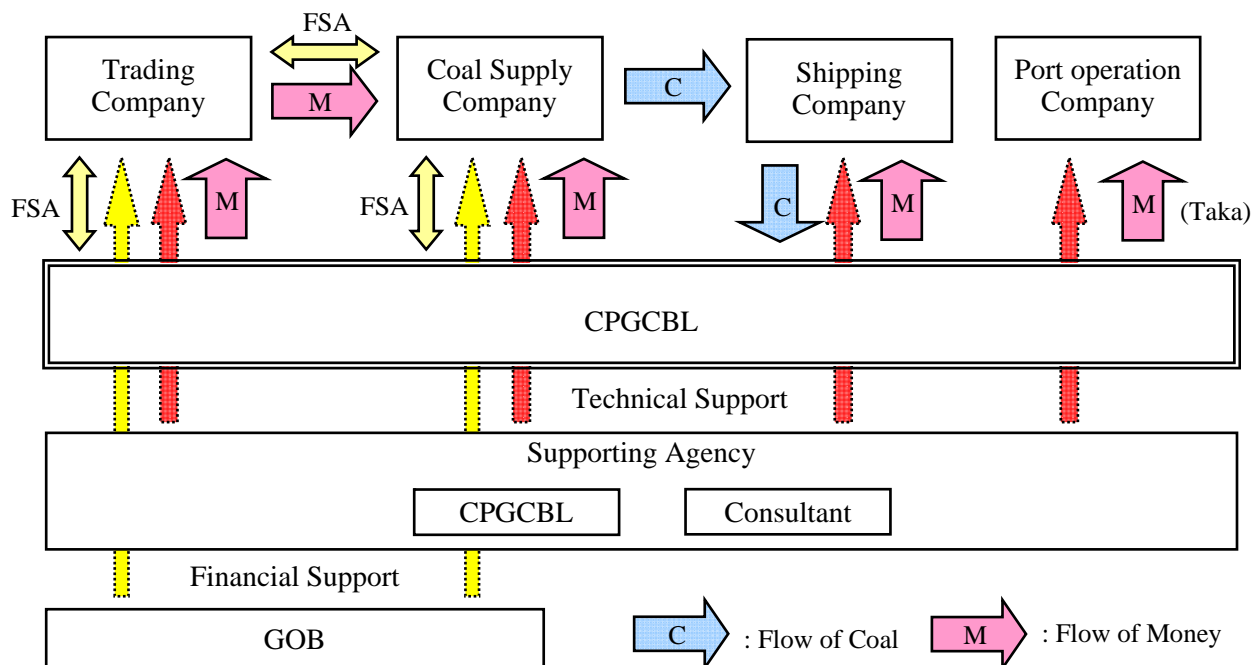 FSA
Trading
Company
M
Coal Supply
Company
C
Shipping
Company
Port operation
Company
FSA
M
FSA
M
C
M
M
(Taka)
CPGCBL
Technical Support
Supporting Agency
CPGCBL
Consultant
Financial Support
GOB
C
: Flow of Coal
M
: Flow of Money